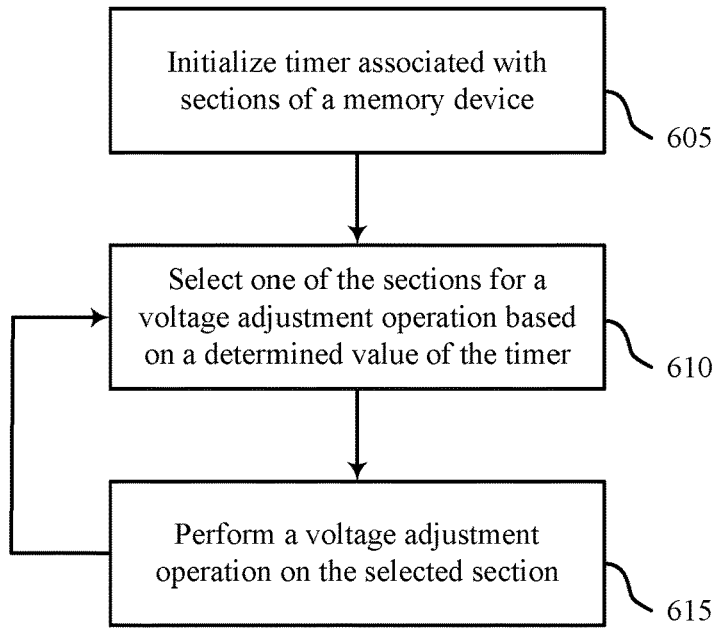 Initialize timer associated with
sections of a memory device
605
Select one of the sections for a
voltage adjustment operation based
on a determined value of the timer
610
Perform a voltage adjustment
operation on the selected section
615